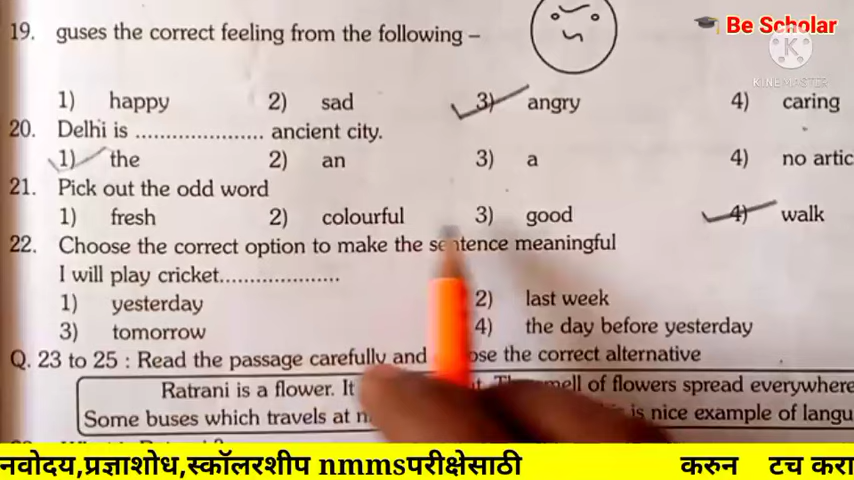 Be Scholar
K
KINEMASTER
19. guses the correct feeling from the following –
1) happy 2) sad 3) angry 4) caring
20. Delhi is ..................... ancient city.
1) the 2) an 3) a 4) no artic
21. Pick out the odd word
1) fresh 2) colourful 3) good 4) walk
22. Choose the correct option to make the sentence meaningful
I will play cricket....................
1) yesterday 2) last week
3) tomorrow 4) the day before yesterday
Q. 23 to 25 : Read the passage carefully and the correct alternative
Ratrani is a flower. It smell of flowers spread everywhere
Some buses which travels at is nice example of langu
नवोदय,प्रज्ञाशोध,स्कॉलरशीप nmmsपरीक्षेसाठी करुन टच करा